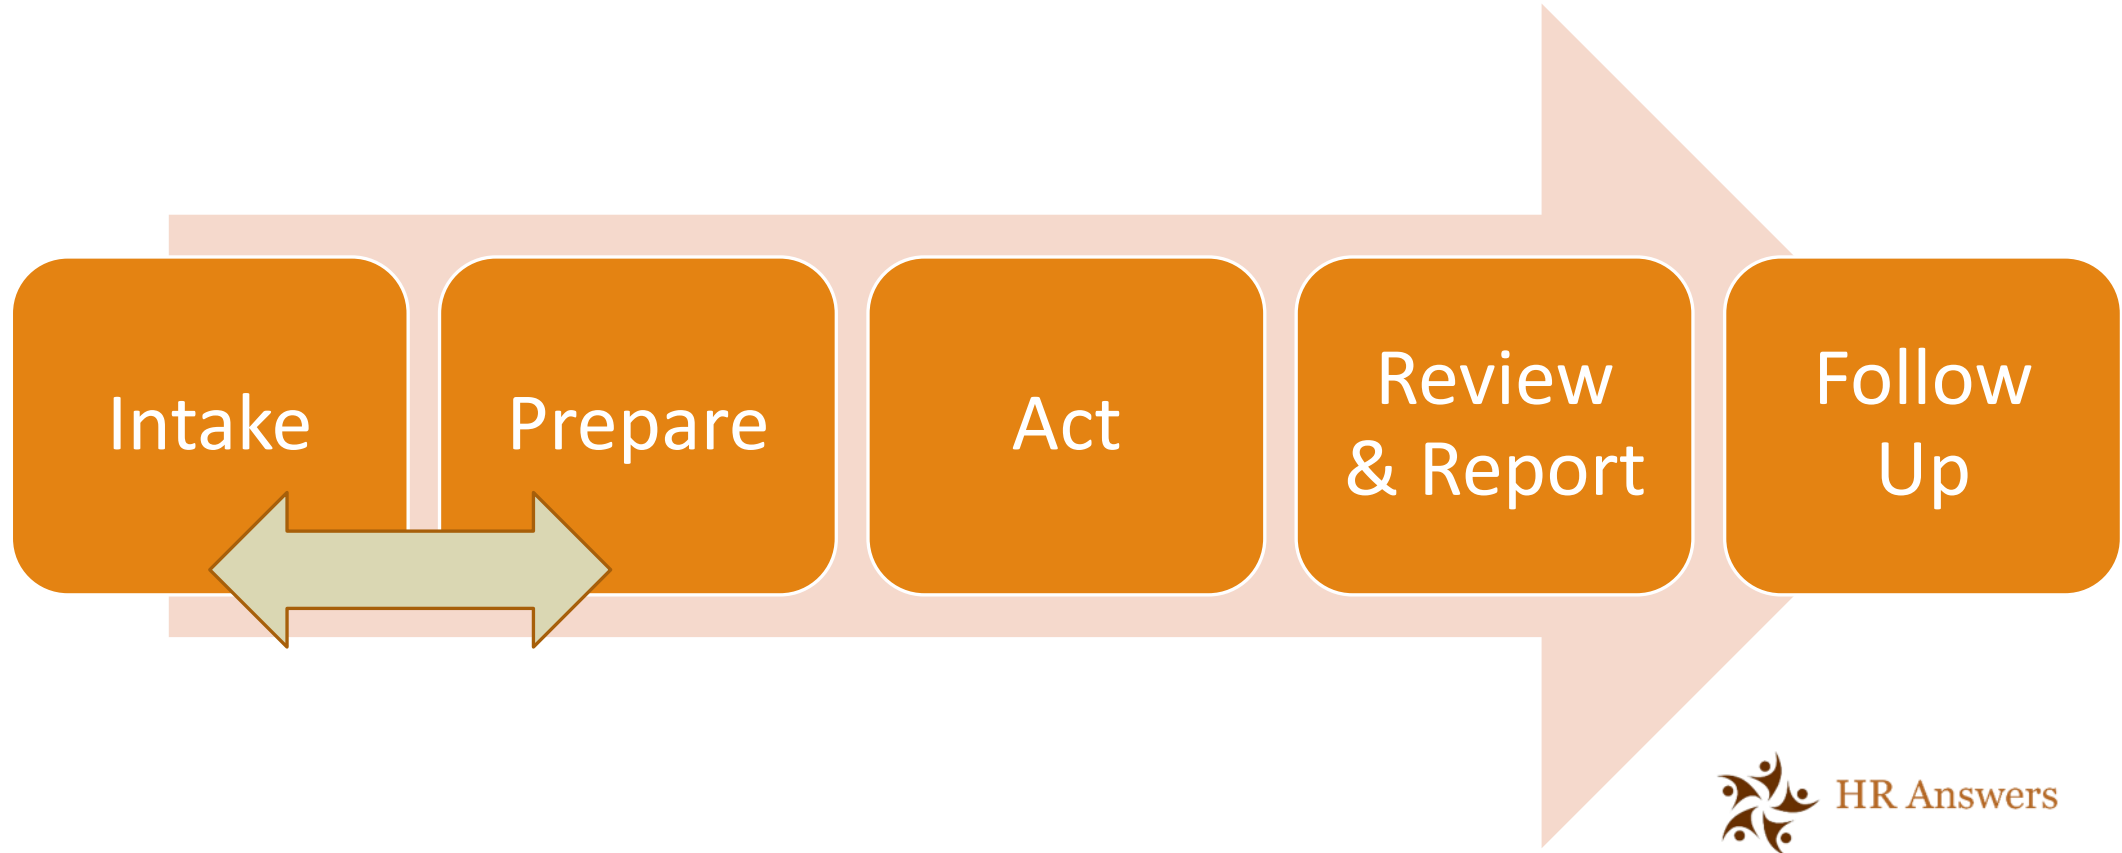 Intake
Prepare
Act
Review
& Report
Follow
Up
HR Answers